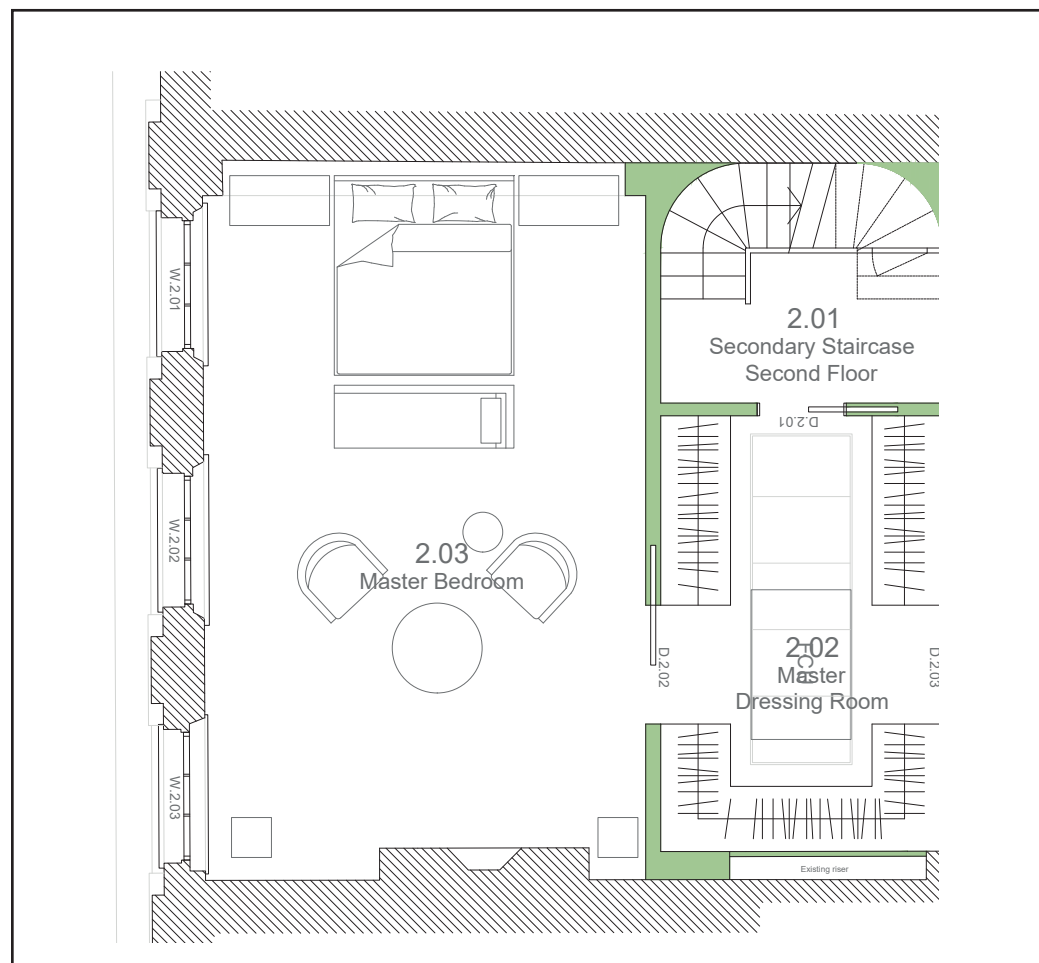 W.2.01
2.01
Secondary Staircase
Second Floor
D.2.01
W.2.02
2.03
Master Bedroom
D.2.02
2.02
FCU
Master
Dressing Room
D.2.03
W.2.03
Existing riser